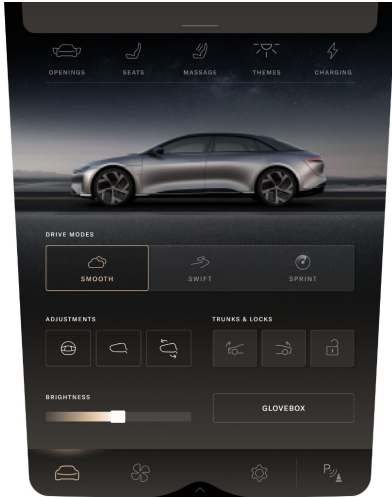 OPENINGS SEATS MASSAGE THEMES CHARGING
DRIVE MODES
SMOOTH SWIFT SPRINT
ADJUSTMENTS TRUNKS & LOCKS
BRIGHTNESS
GLOVEBOX
P